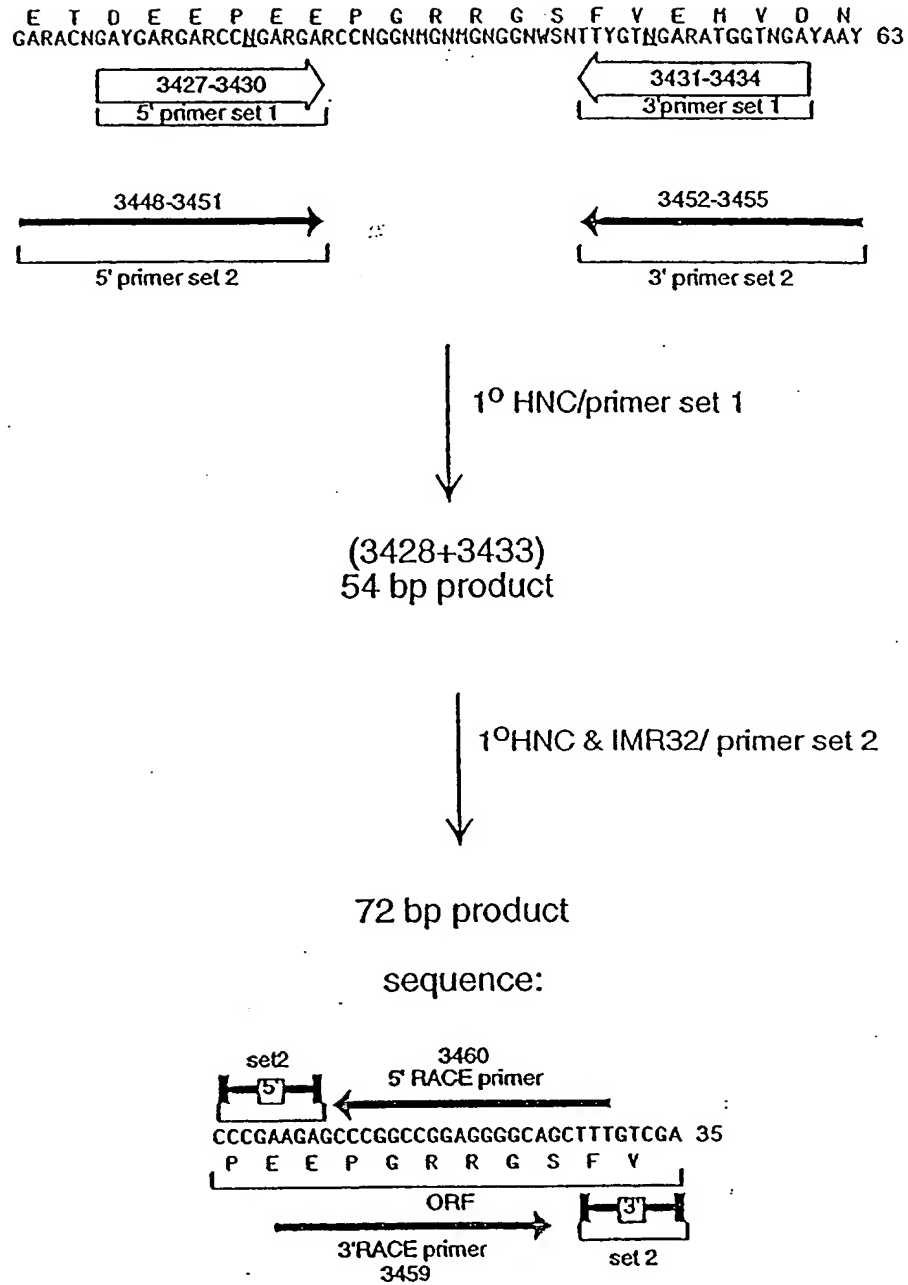 E T D E E P E E P G R R G S F V E M V D N
GARACNGAYGARGARCCNGARGARCCNGGNMGNMGNGGNWSNTTYGTNGARATGGTNGAYAAY 63
3427-3430
5' primer set 1
3431-3434
3'primer set 1
3448-3451
5' primer set 2
3452-3455
3' primer set 2
1º HNC/primer set 1
(3428+3433)
54 bp product
1ºHNC & IMR32/ primer set 2
72 bp product
sequence:
set2
5'
3460
5' RACE primer
CCCGAAGAGCCCGGCCGGAGGGGCAGCTTTGTCGA 35
P E E P G R R G S F V
ORF
3'RACE primer
3459
3'
set 2